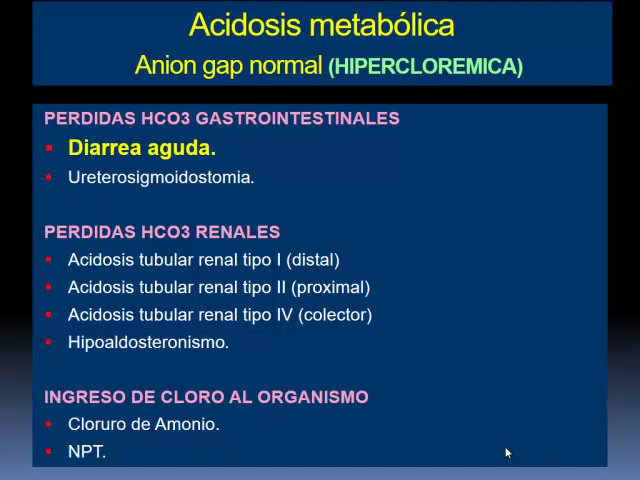 Acidosis metabólica
Anion gap normal (HIPERCLOREMICA)
PERDIDAS HCO3 GASTROINTESTINALES
Diarrea aguda.
Ureterosigmoidostomia.
PERDIDAS HCO3 RENALES
Acidosis tubular renal tipo I (distal)
Acidosis tubular renal tipo II (proximal)
Acidosis tubular renal tipo IV (colector)
Hipoaldosteronismo.
INGRESO DE CLORO AL ORGANISMO
Cloruro de Amonio.
NPT.